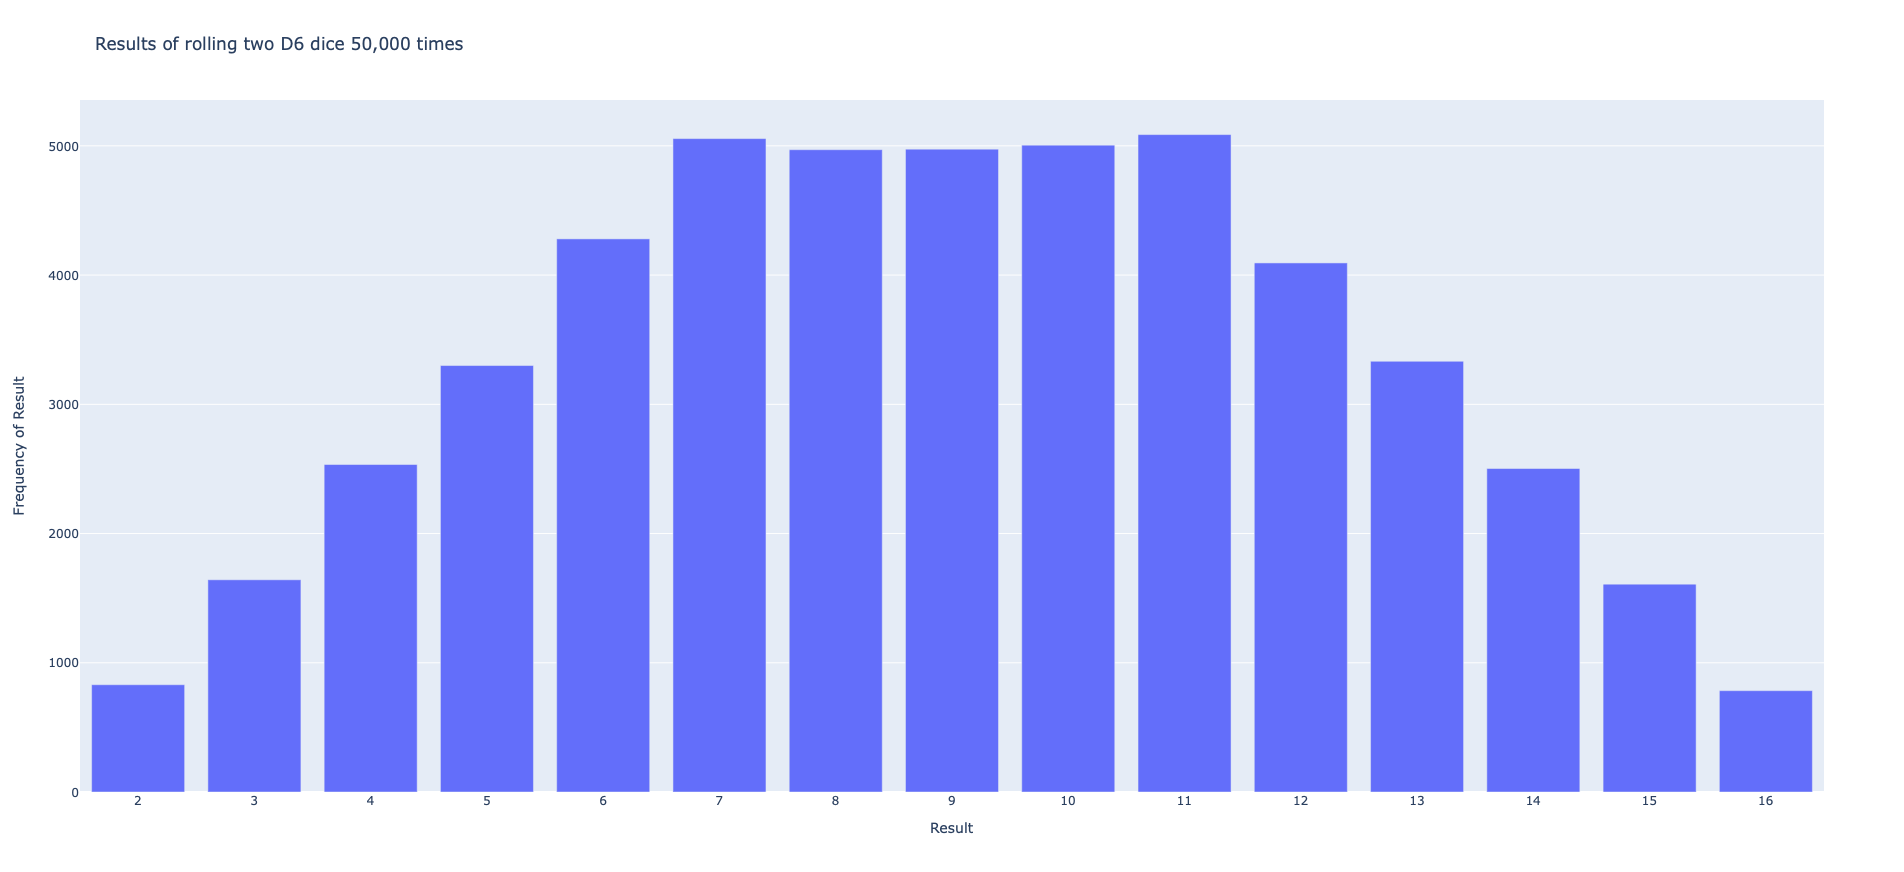 Results of rolling two D6 dice 50,000 times
Frequency of Result
5000
4000
3000
2000
1000
0
2 3 4 5 6 7 8 9 10 11 12 13 14 15 16
Result